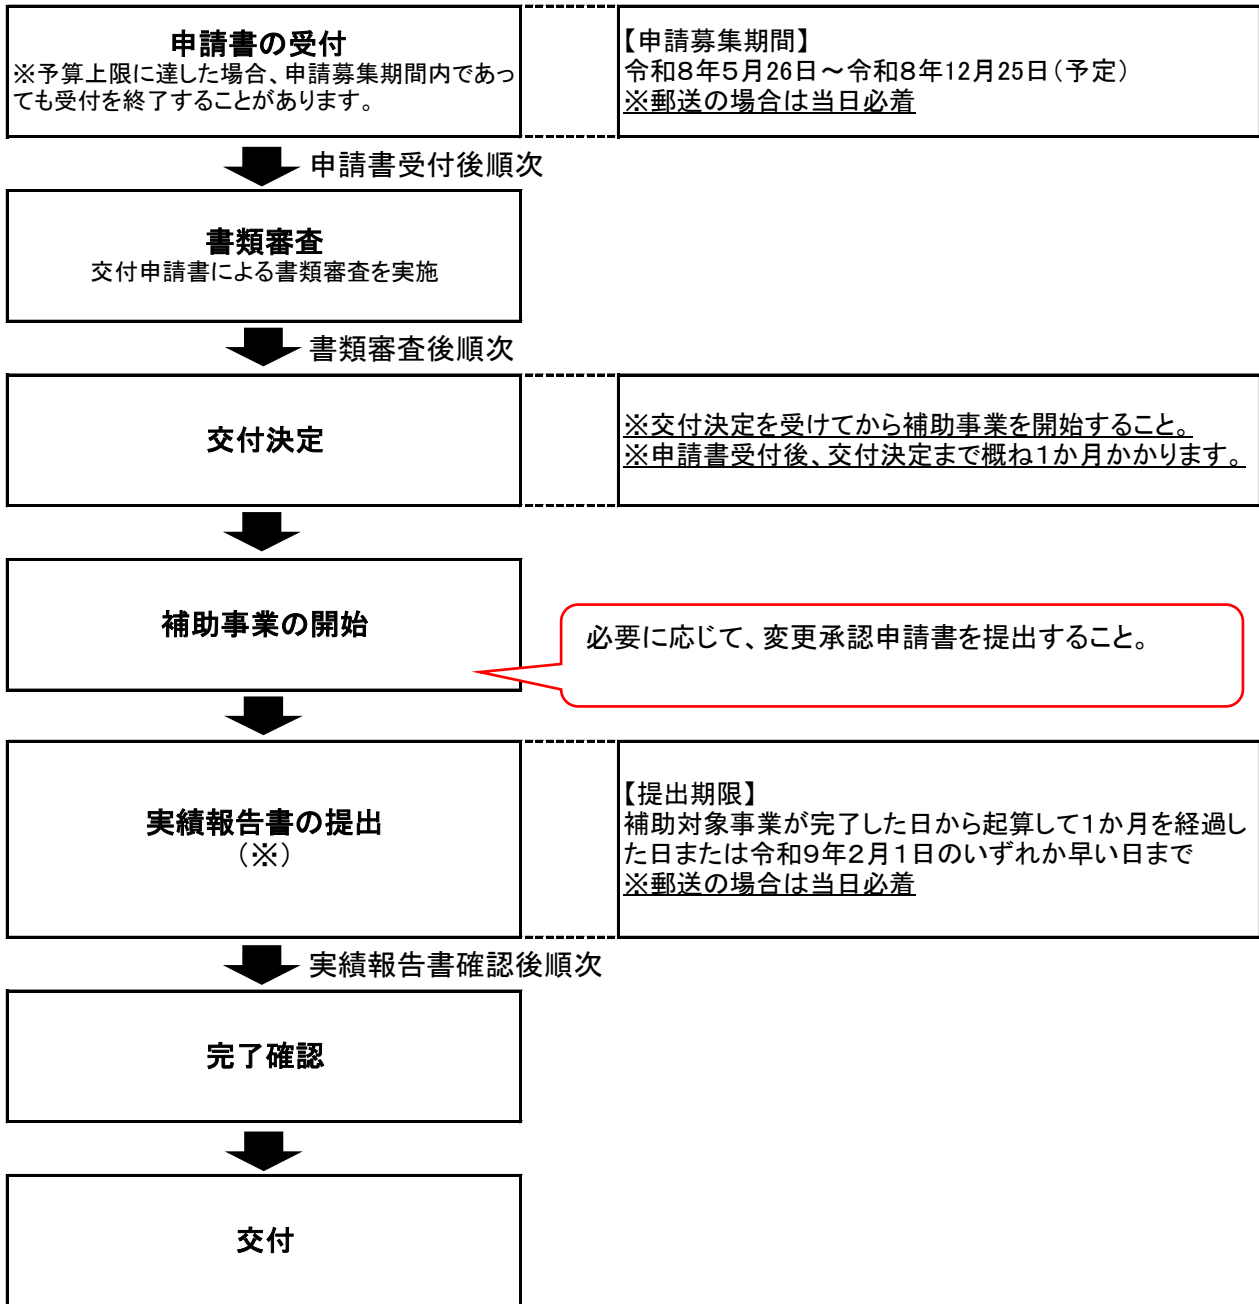 申請書の受付
※予算上限に達した場合、申請募集期間内であっ
ても受付を終了することがあります。
【申請募集期間】
令和8年5月26日～令和8年12月25日（予定）
※郵送の場合は当日必着
申請書受付後順次
書類審査
交付申請書による書類審査を実施
書類審査後順次
交付決定
※交付決定を受けてから補助事業を開始すること。
※申請書受付後、交付決定まで概ね１か月かかります。
補助事業の開始
必要に応じて、変更承認申請書を提出すること。
実績報告書の提出
（※）
【提出期限】
補助対象事業が完了した日から起算して１か月を経過し
た日または令和９年２月１日のいずれか早い日まで
※郵送の場合は当日必着
実績報告書確認後順次
完了確認
交付